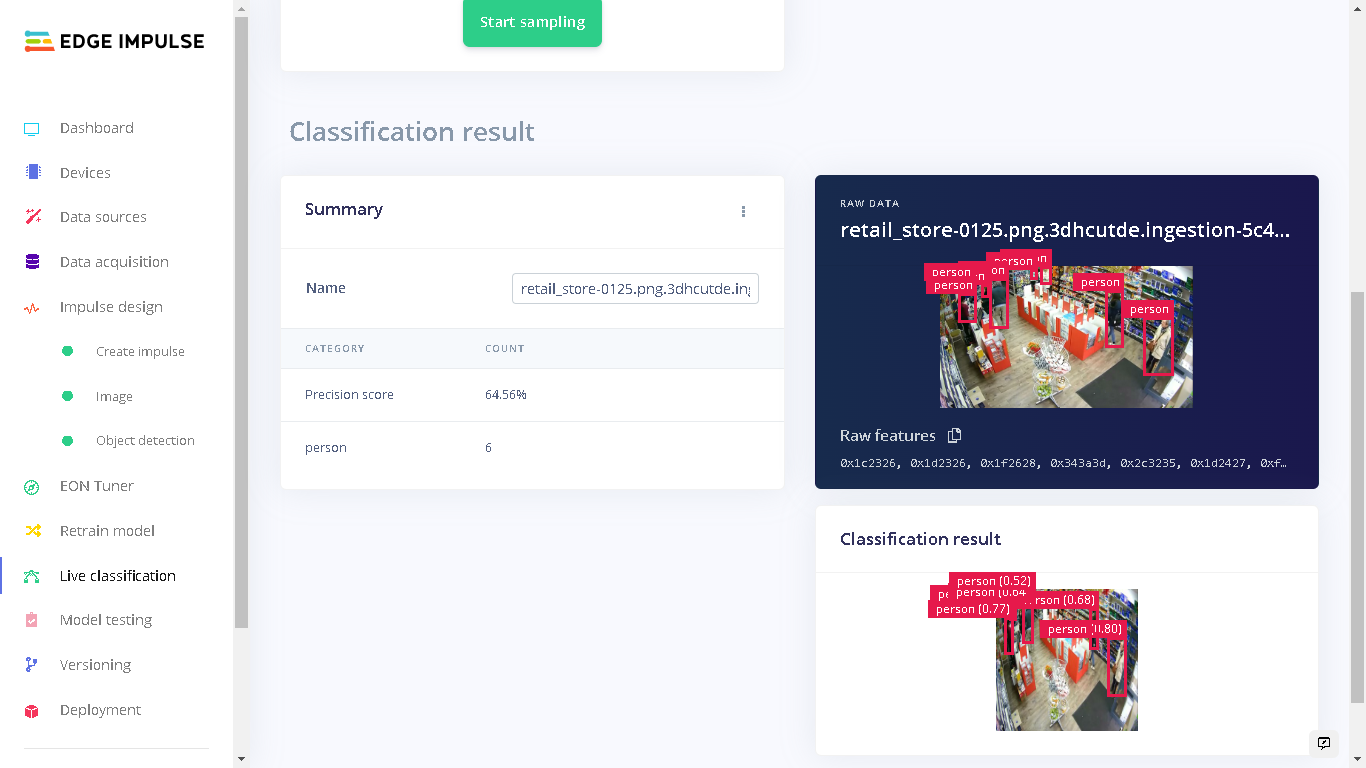 EDGE IMPULSE
Dashboard
Devices
Data sources
Data acquisition
Impulse design
Create impulse
Image
Object detection
EON Tuner
Retrain model
Live classification
Model testing
Versioning
Deployment
Start sampling
Classification result
Summary
Name
retail_store-0125.png.3dhcutde.ing
CATEGORY COUNT
Precision score 64.56%
person 6
RAW DATA
retail_store-0125.png.3dhcutde.ingestion-5c4...
person
person
person
person
person
Raw features
0x1c2326, 0x1d2326, 0x1f2628, 0x343a3d, 0x2c3235, 0x1d2427, 0xf...
Classification result
person (0.52)
person (0.64
rson (0.68)
person (0.77)
person 0.80)